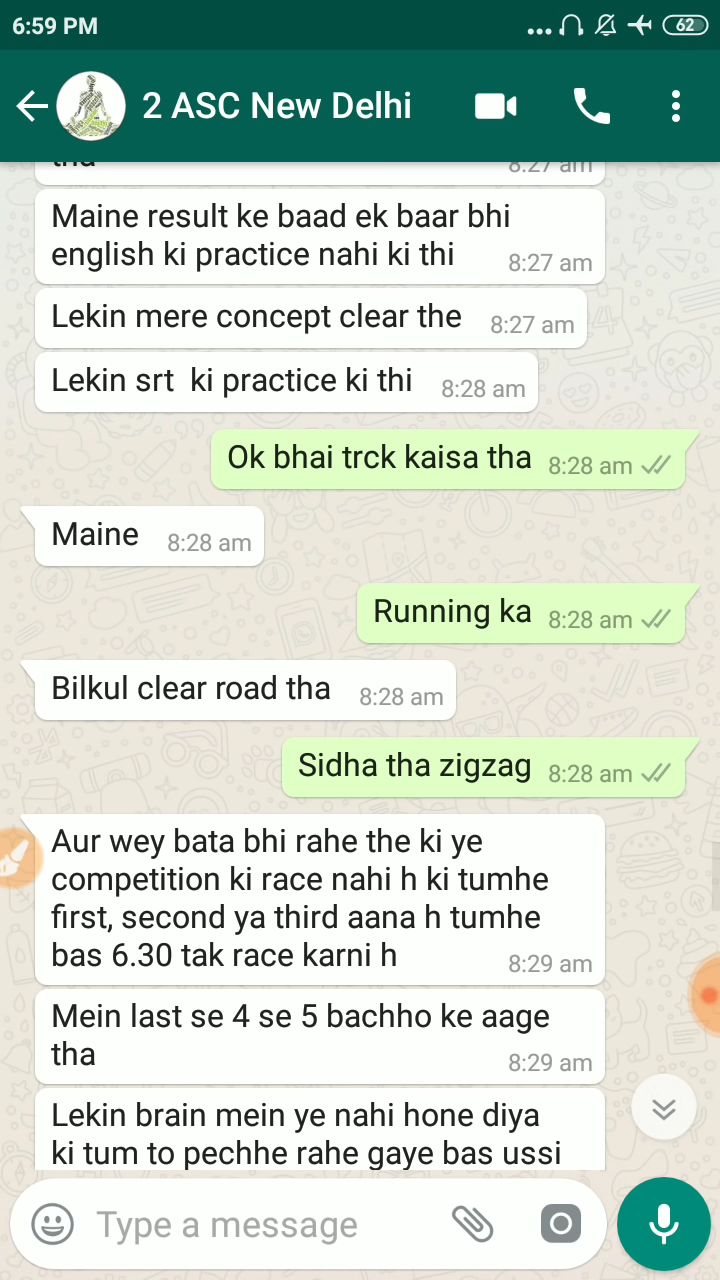 6:59 PM
62
2 ASC New Delhi
tha
8:27 am
Maine result ke baad ek baar bhi
english ki practice nahi ki thi 8:27 am
Lekin mere concept clear the 8:27 am
Lekin srt ki practice ki thi 8:28 am
Ok bhai trck kaisa tha 8:28 am
Maine 8:28 am
Running ka 8:28 am
Bilkul clear road tha 8:28 am
Sidha tha zigzag 8:28 am
Aur wey bata bhi rahe the ki ye
competition ki race nahi h ki tumhe
first, second ya third aana h tumhe
bas 6.30 tak race karni h 8:29 am
Mein last se 4 se 5 bachho ke aage
tha 8:29 am
Lekin brain mein ye nahi hone diya
ki tum to pechhe rahe gaye bas ussi
Type a message